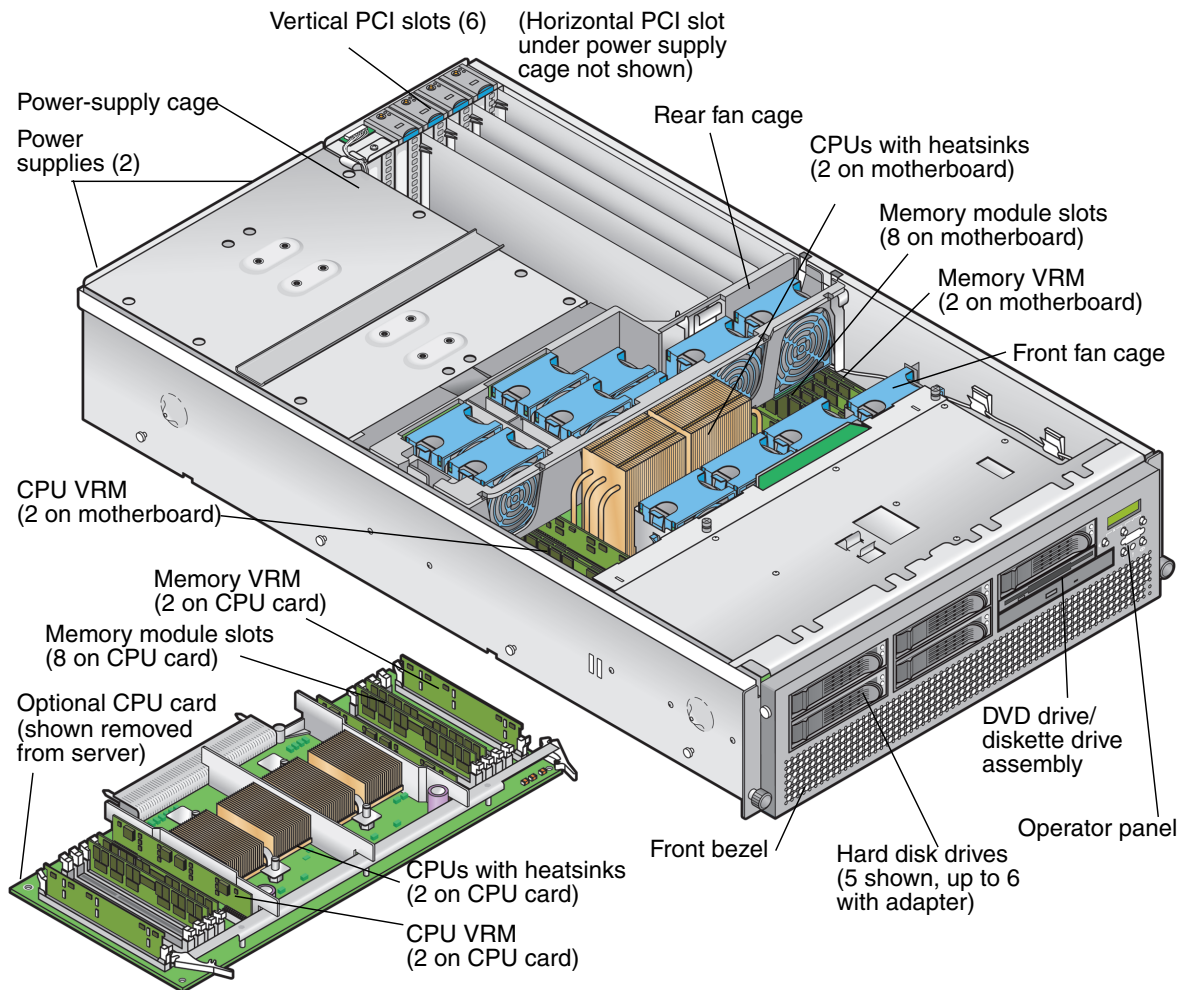 Vertical PCI slots (6)
(Horizontal PCI slot
under power supply
cage not shown)
Power-supply cage
Power
supplies (2)
Rear fan cage
CPUs with heatsinks
(2 on motherboard)
Memory module slots
(8 on motherboard)
Memory VRM
(2 on motherboard)
Front fan cage
CPU VRM
(2 on motherboard)
Memory VRM
(2 on CPU card)
Memory module slots
(8 on CPU card)
Optional CPU card
(shown removed
from server)
DVD drive/
diskette drive
assembly
Operator panel
Front bezel
Hard disk drives
(5 shown, up to 6
with adapter)
CPUs with heatsinks
(2 on CPU card)
CPU VRM
(2 on CPU card)